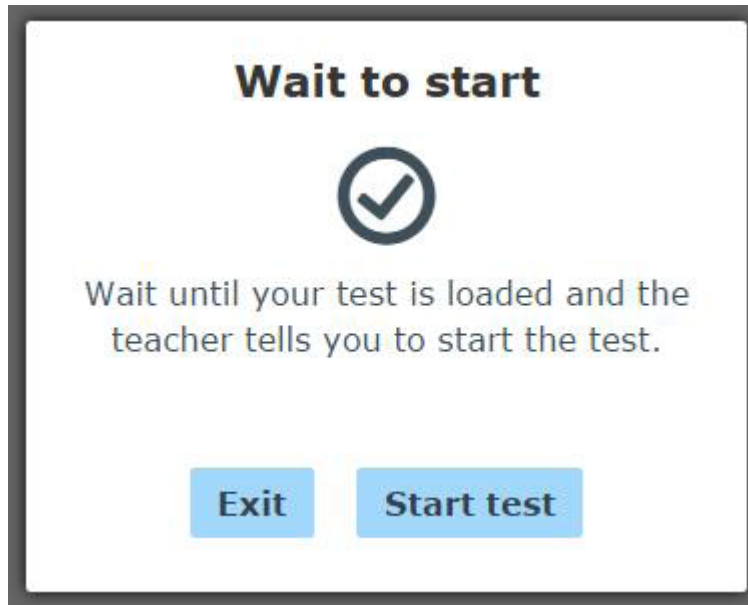 Wait to start
Wait until your test is loaded and the
teacher tells you to start the test.
Exit
Start test